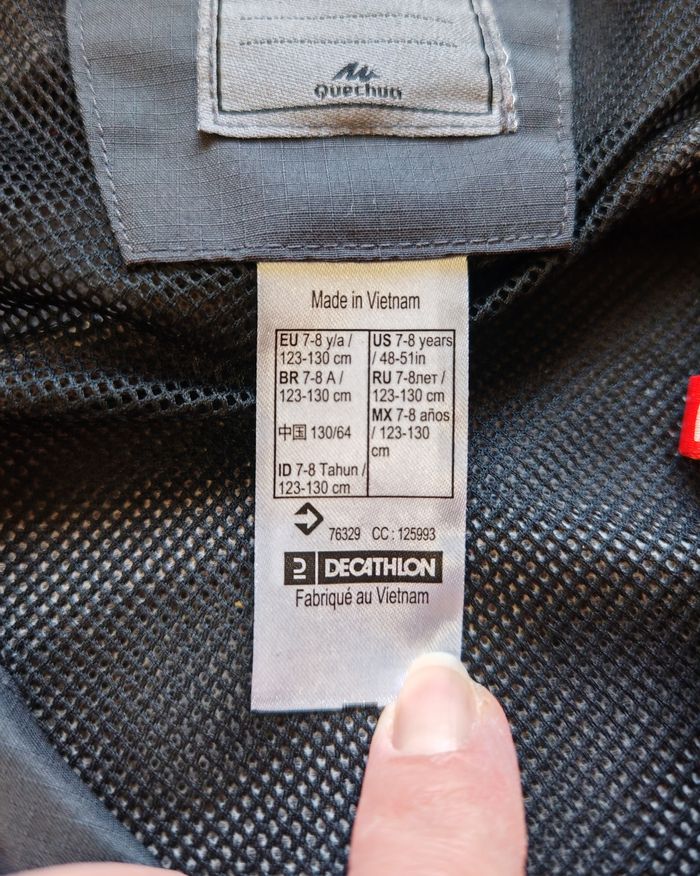 Quechua
Made in Vietnam
EU 7-8 y/a /
123-130 cm
BR 7-8 A /
123-130 cm
中国 130/64
ID 7-8 Tahun /
123-130 cm
US 7-8 years
/ 48-51in
RU 7-8лет /
123-130 cm
MX 7-8 años
/ 123-130
cm
76329 CC : 125993
DECATHLON
Fabriqué au Vietnam